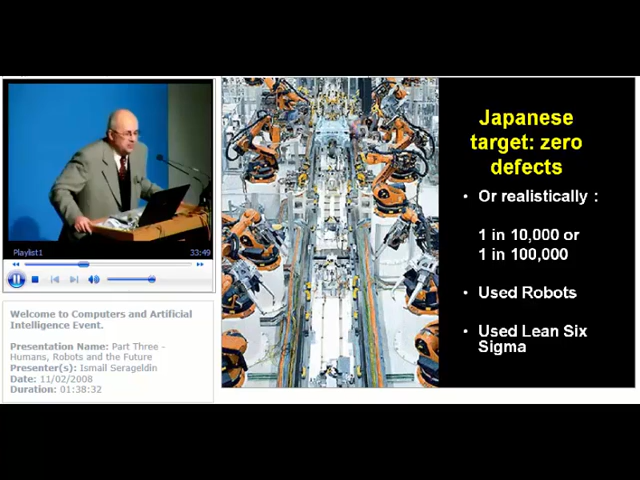 Playlist1
33:49
Welcome to Computers and Artificial
Intelligence Event.
Presentation Name: Part Three -
Humans, Robots and the Future
Presenter(s): Ismail Serageldin
Date: 11/02/2008
Duration: 01:38:32
Japanese
target: zero
defects
• Or realistically :
1 in 10,000 or
1 in 100,000
• Used Robots
• Used Lean Six
Sigma